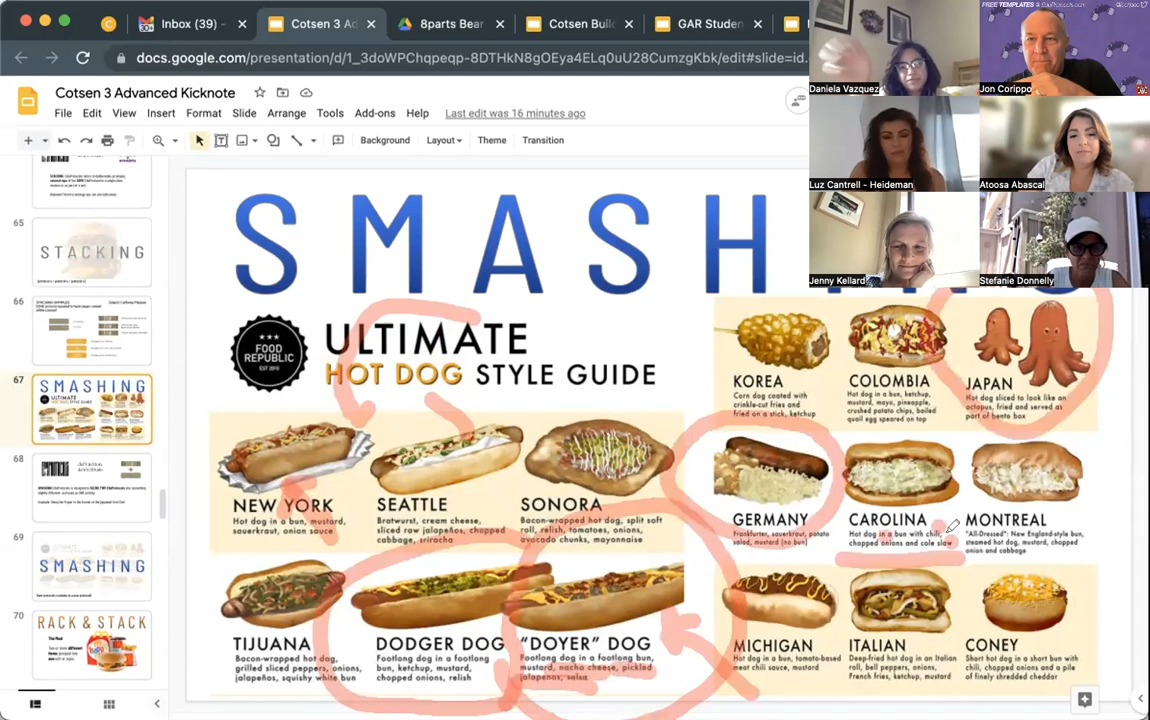 Inbox (39) -
Cotsen 3 Ad
8parts Bear
Cotsen Buil
GAR Studen
docs.google.com/presentation/d/1_3doWPChqpeqp-8DTHkN8gOEya4ELq0uU28CumzgKbk/edit#slide=id.
Cotsen 3 Advanced Kicknote
File Edit View Insert Format Slide Arrange Tools Add-ons Help Last edit was 16 minutes ago
Background Layout Theme Transition
FREE TEMPLATES
Daniela Vazquez
Jon Corippo
Luz Cantrell - Heideman
Atoosa Abascal
Jenny Kellard
Stefanie Donnelly
65
STACKING
66
67
SMASHING
ULTIMATE
HOT DOG STYLE GUIDE
68
69
SMASHING
70
RACK & STACK
SMASH
FOOD
REPUBLIC
EST 2010
ULTIMATE
HOT DOG STYLE GUIDE
KOREA
Corn dog coated with
crinkle-cut fries and
fried on a stick, ketchup
COLOMBIA
Hot dog in a bun, ketchup,
mustard, mayo, pineapple,
crushed potato chips, boiled
quail egg speared on top
JAPAN
Hot dog sliced to look like an
octopus, fried and served as
part of bento box
NEW YORK
Hot dog in a bun, mustard,
sauerkraut, onion sauce
SEATTLE
Bratwurst, cream cheese,
sliced raw jalapeños, chopped
cabbage, sriracha
SONORA
Bacon-wrapped hot dog, split soft
roll, relish, tomatoes, onions,
avocado chunks, mayonnaise
GERMANY
Frankfurter, sauerkraut, potato
salad, mustard (no bun)
CAROLINA
Hot dog in a bun with chili,
chopped onions and cole slaw
MONTREAL
"All-Dressed": New England-style bun,
steamed hot dog, mustard, chopped
onion and cabbage
TIJUANA
Bacon-wrapped hot dog,
grilled sliced peppers, onions,
jalapeños, squishy white bun
DODGER DOG
Footlong dog in a footlong
bun, ketchup, mustard,
chopped onions, relish
"DOYER" DOG
Footlong dog in a footlong bun,
mustard, nacho cheese, pickled
jalapeños, salsa
MICHIGAN
Hot dog in a bun, tomato-based
meat chili sauce, mustard
ITALIAN
Deep-fried hot dog in an Italian
roll, bell peppers, onions,
French fries, ketchup, mustard
CONEY
Short hot dog in a short bun with
chili, chopped onions and a pile
of finely shredded cheddar